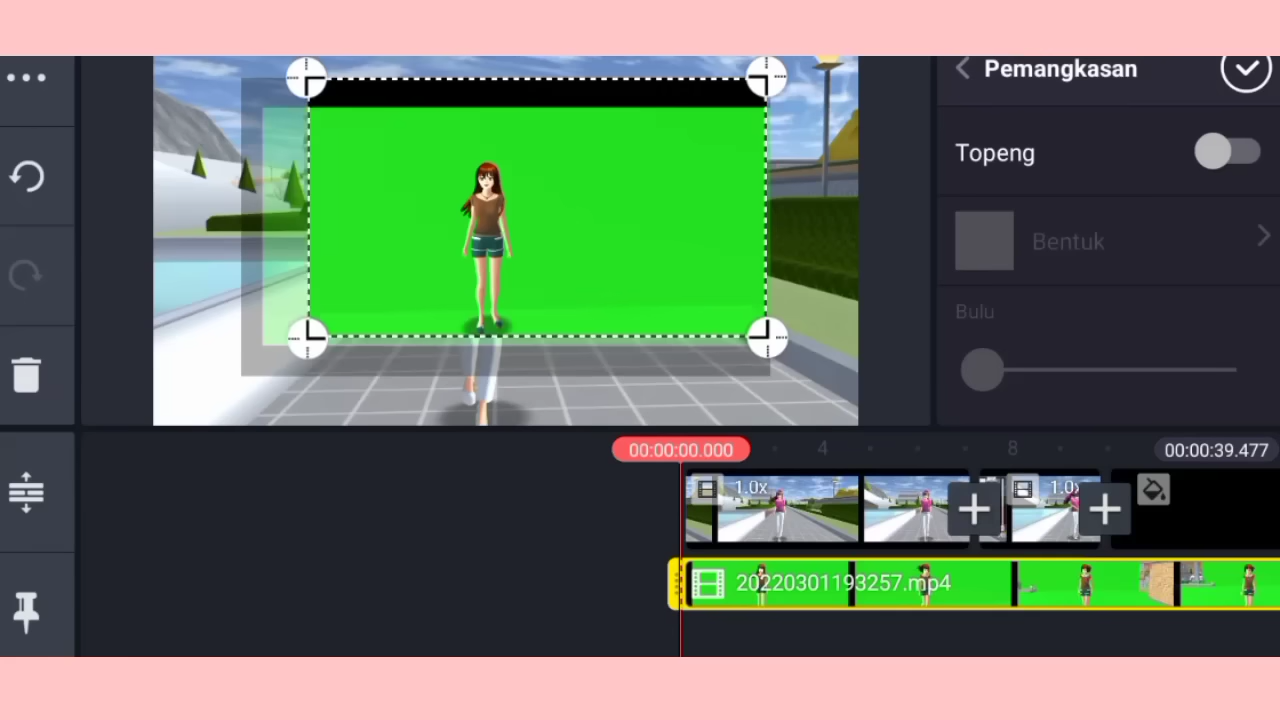 Pemangkasan
Topeng
Bentuk
Bulu
00:00:00.000
4
8
00:00:39.477
1.0x
1.0x
20220301193257.mp4